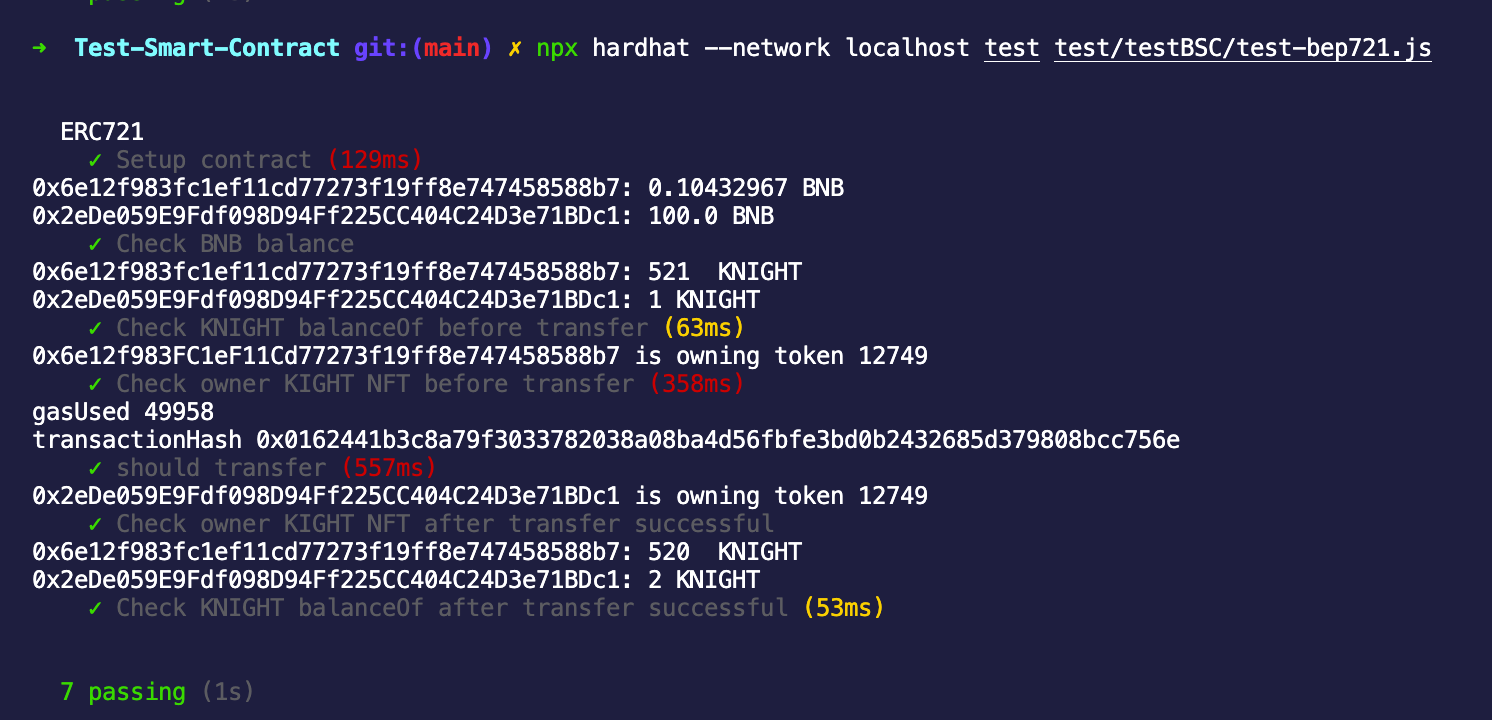 ➜  Test-Smart-Contract git:(main) ✗ npx hardhat --network localhost test test/testBSC/test-bep721.js
ERC721
✓ Setup contract (129ms)
0x6e12f983fc1ef11cd77273f19ff8e747458588b7: 0.10432967 BNB
0x2eDe059E9Fdf098D94Ff225CC404C24D3e71BDc1: 100.0 BNB
✓ Check BNB balance
0x6e12f983fc1ef11cd77273f19ff8e747458588b7: 521  KNIGHT
0x2eDe059E9Fdf098D94Ff225CC404C24D3e71BDc1: 1 KNIGHT
✓ Check KNIGHT balanceOf before transfer (63ms)
0x6e12f983FC1eF11Cd77273f19ff8e747458588b7 is owning token 12749
✓ Check owner KIGHT NFT before transfer (358ms)
gasUsed 49958
transactionHash 0x0162441b3c8a79f3033782038a08ba4d56fbfe3bd0b2432685d379808bcc756e
✓ should transfer (557ms)
0x2eDe059E9Fdf098D94Ff225CC404C24D3e71BDc1 is owning token 12749
✓ Check owner KIGHT NFT after transfer successful
0x6e12f983fc1ef11cd77273f19ff8e747458588b7: 520  KNIGHT
0x2eDe059E9Fdf098D94Ff225CC404C24D3e71BDc1: 2 KNIGHT
✓ Check KNIGHT balanceOf after transfer successful (53ms)
7 passing (1s)